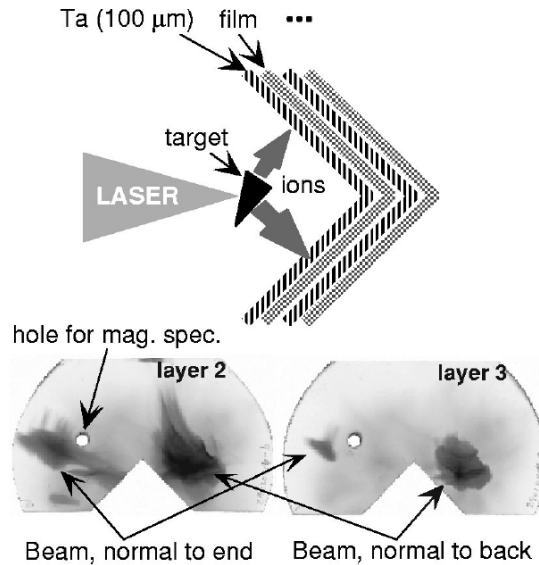 Ta (100 μm) film ...
target
LASER
ions
hole for mag. spec.
layer 2
layer 3
Beam, normal to end
Beam, normal to back